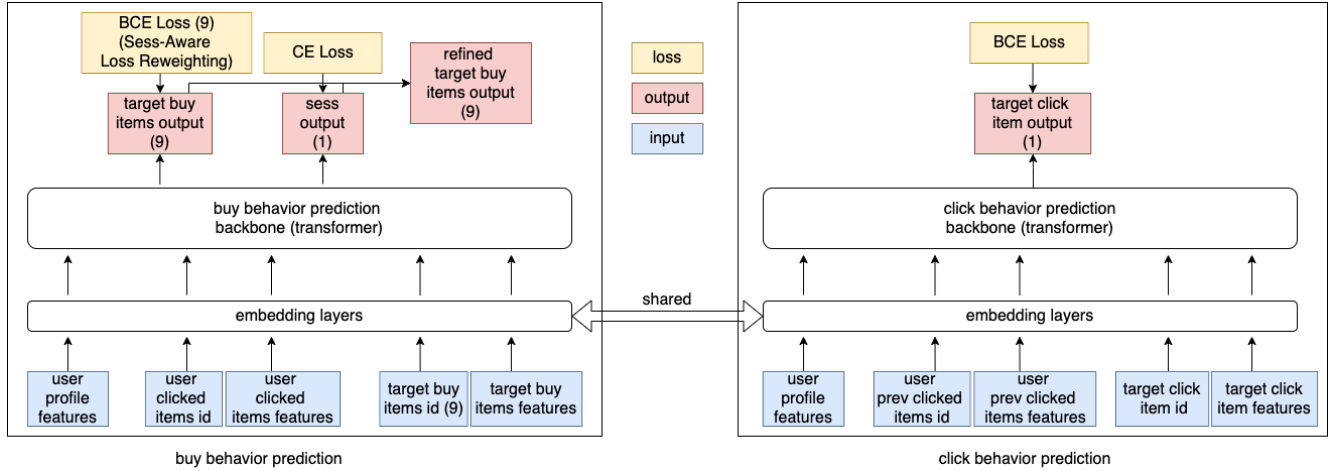 BCE Loss (9)
(Sess-Aware
Loss Reweighting)
CE Loss
refined
target buy
items output
(9)
target buy
items output
(9)
sess
output
(1)
buy behavior prediction
backbone (transformer)
embedding layers
user
profile
features
user
clicked
items id
user
clicked
items features
target buy
items id (9)
target buy
items features
buy behavior prediction
loss
output
input
shared
BCE Loss
target click
item output
(1)
click behavior prediction
backbone (transformer)
embedding layers
user
profile
features
user
prev clicked
items id
user
prev clicked
items features
target click
item id
target click
item features
click behavior prediction